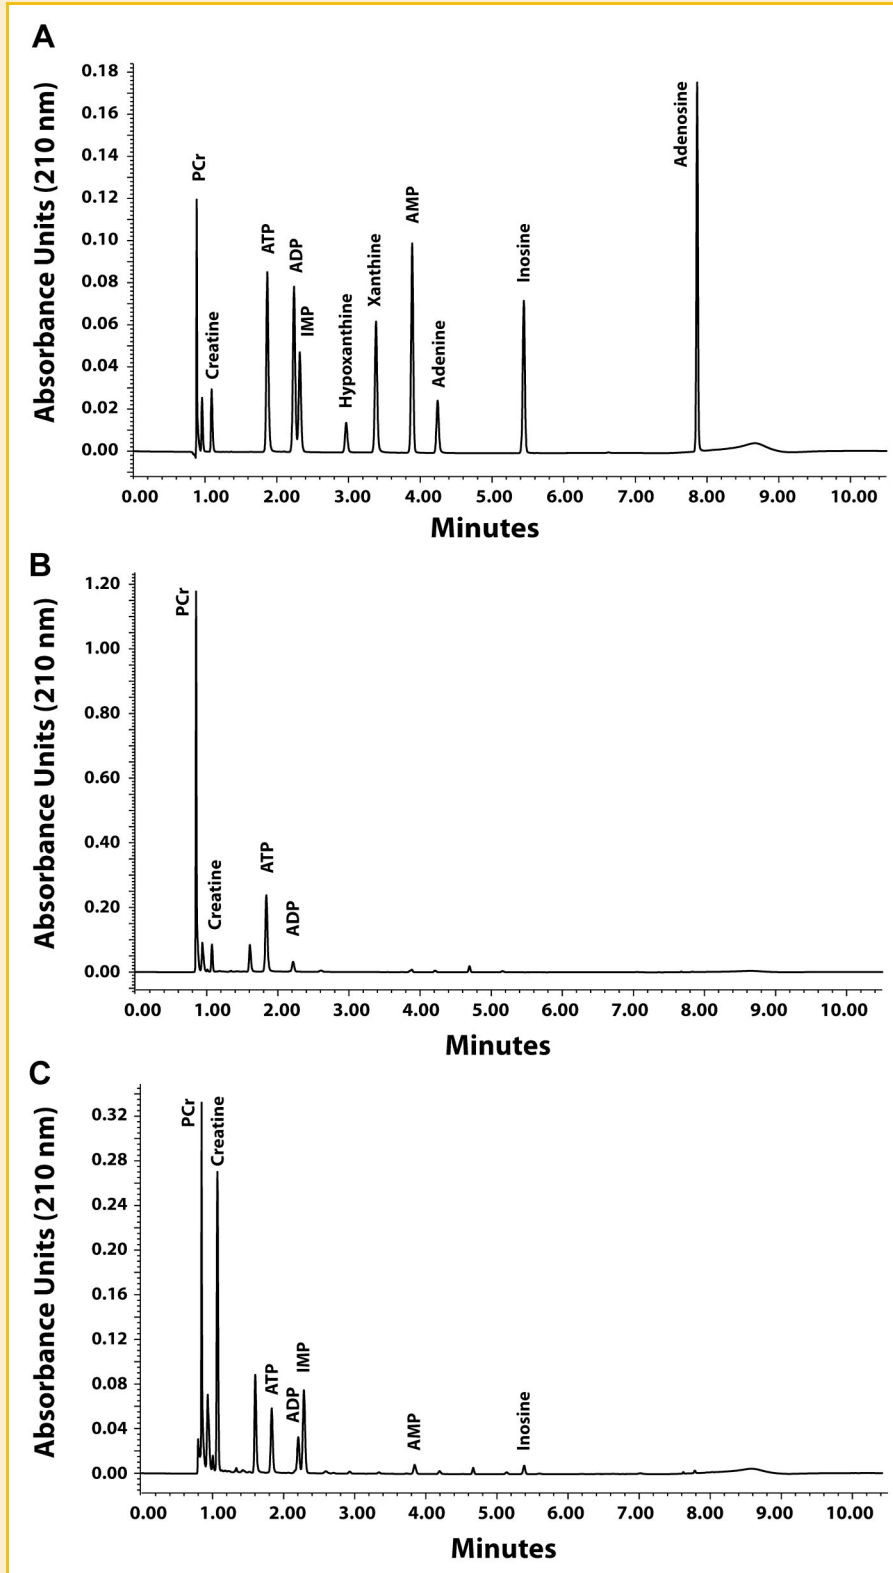 A
Absorbance Units (210 nm)
0.18
0.16
0.14
0.12
0.10
0.08
0.06
0.04
0.02
0.00
PCr
Creatine
ATP
ADP
IMP
Hypoxanthine
Xanthine
AMP
Adenine
Inosine
Adenosine
0.00 1.00 2.00 3.00 4.00 5.00 6.00 7.00 8.00 9.00 10.00
Minutes
B
Absorbance Units (210 nm)
1.20
1.00
0.80
0.60
0.40
0.20
0.00
PCr
Creatine
ATP
ADP
0.00 1.00 2.00 3.00 4.00 5.00 6.00 7.00 8.00 9.00 10.00
Minutes
C
Absorbance Units (210 nm)
0.32
0.28
0.24
0.20
0.16
0.12
0.08
0.04
0.00
PCr
Creatine
ATP
ADP
IMP
AMP
Inosine
0.00 1.00 2.00 3.00 4.00 5.00 6.00 7.00 8.00 9.00 10.00
Minutes